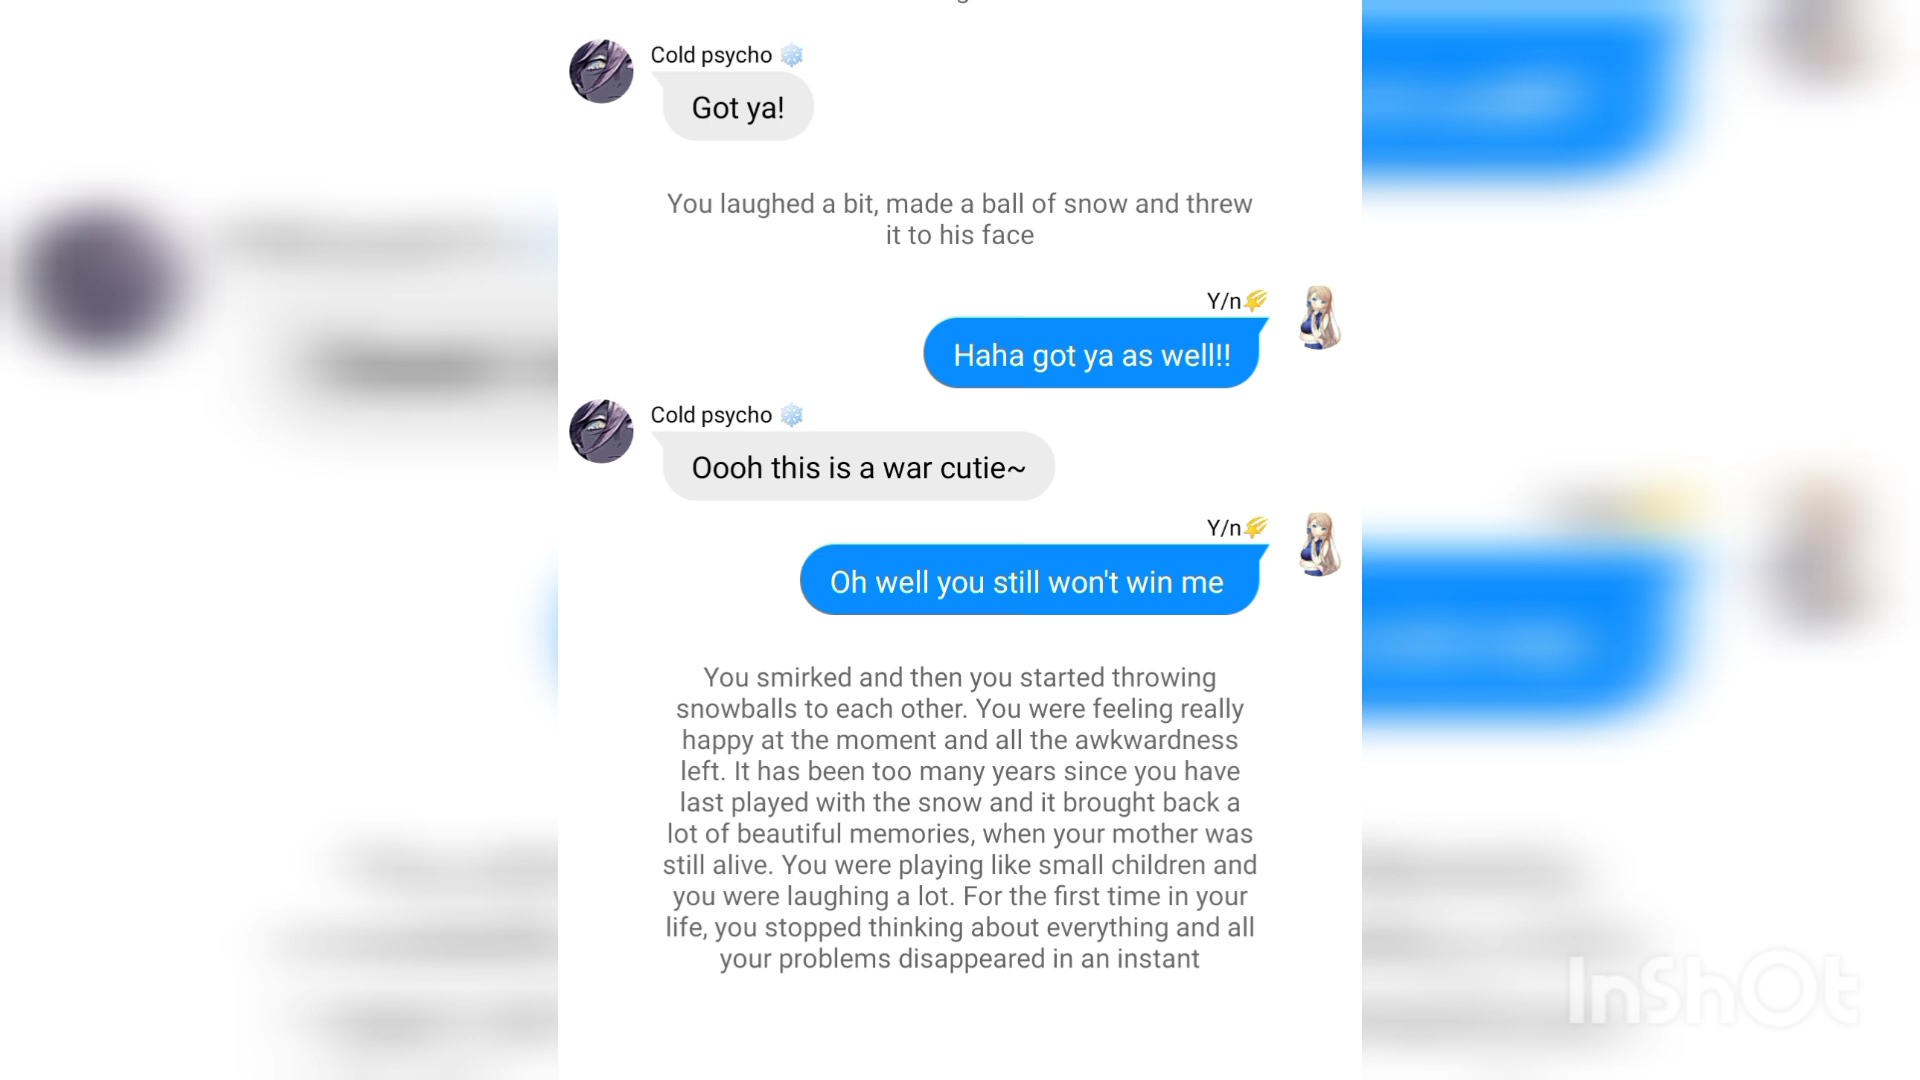 Cold psycho ❄️
Got ya!
You laughed a bit, made a ball of snow and threw
it to his face
Y/n🌠
Haha got ya as well!!
Cold psycho ❄️
Oooh this is a war cutie~
Y/n🌠
Oh well you still won't win me
You smirked and then you started throwing
snowballs to each other. You were feeling really
happy at the moment and all the awkwardness
left. It has been too many years since you have
last played with the snow and it brought back a
lot of beautiful memories, when your mother was
still alive. You were playing like small children and
you were laughing a lot. For the first time in your
life, you stopped thinking about everything and all
your problems disappeared in an instant
InShOt